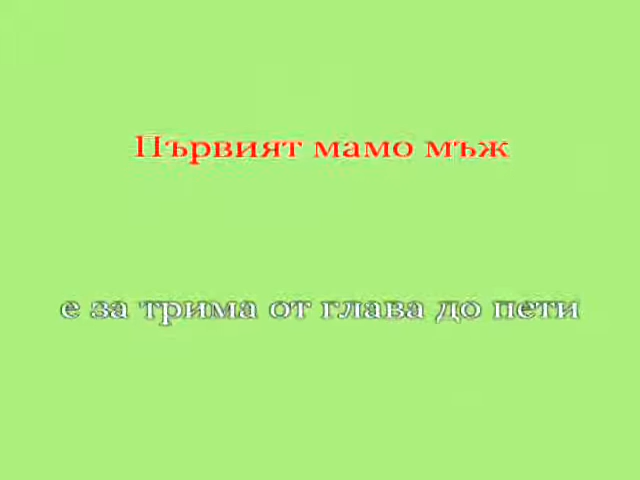 Първият мамо мъж
е за трима от глава до пети